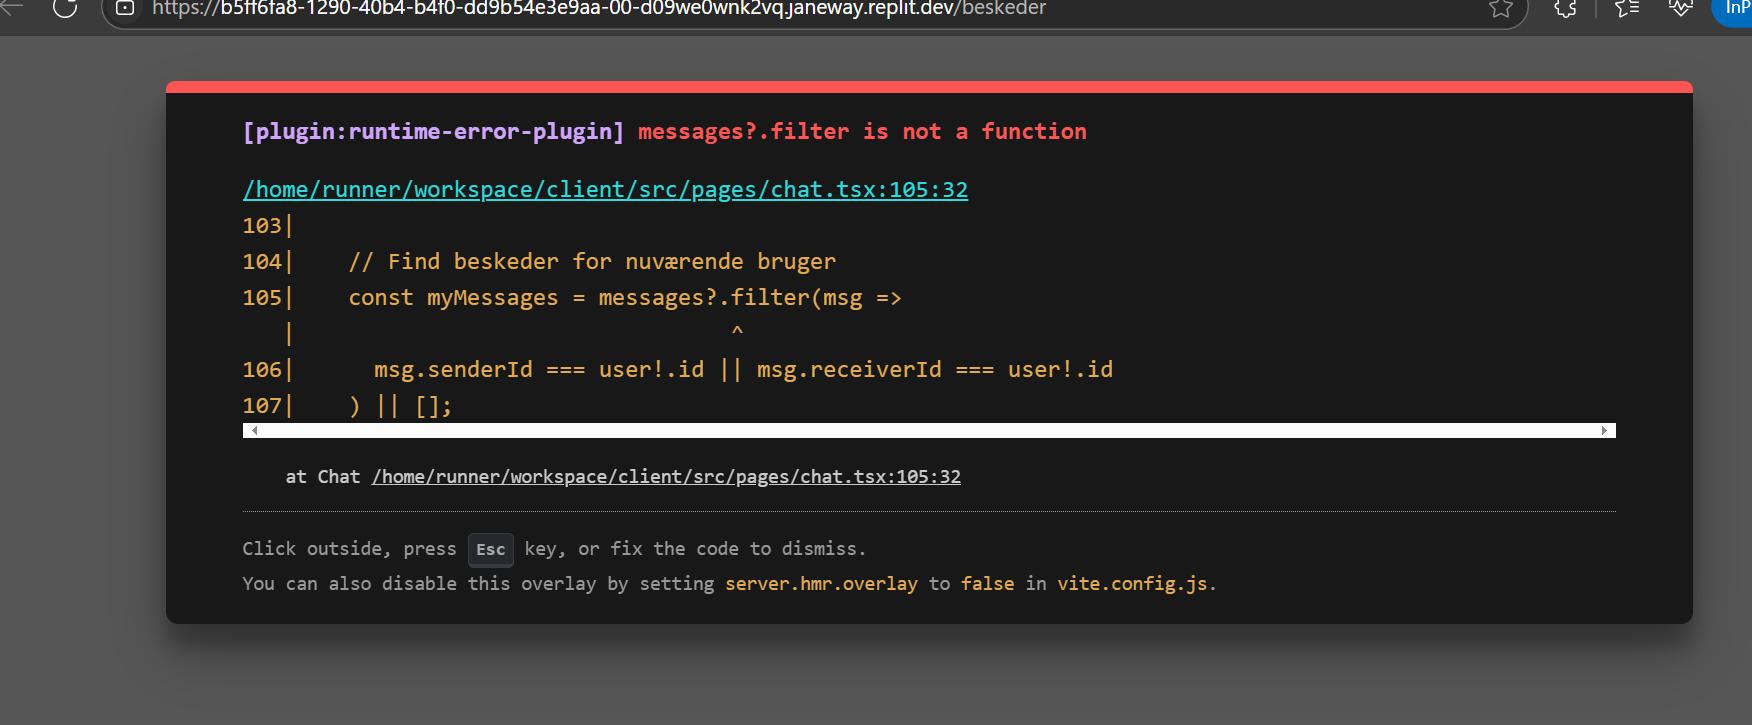 https://b5ff6fa8-1290-40b4-b4f0-dd9b54e3e9aa-00-d09we0wnk2vq.janeway.replit.dev/beskeder
InP
[plugin:runtime-error-plugin] messages?.filter is not a function
/home/runner/workspace/client/src/pages/chat.tsx:105:32
103|
104|    // Find beskeder for nuværende bruger
105|    const myMessages = messages?.filter(msg =>
   |                                 ^
106|      msg.senderId === user!.id || msg.receiverId === user!.id
107|    ) || [];
at Chat /home/runner/workspace/client/src/pages/chat.tsx:105:32
Click outside, press Esc key, or fix the code to dismiss.
You can also disable this overlay by setting server.hmr.overlay to false in vite.config.js.